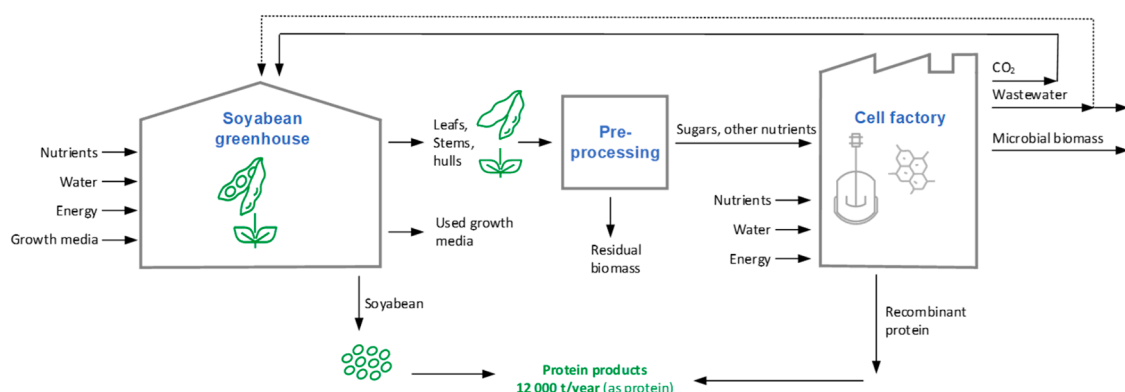 Soyabean
greenhouse
Nutrients
Water
Energy
Growth media
Leafs,
Stems,
hulls
Used growth
media
Pre-
processing
Residual
biomass
Sugars, other nutrients
Nutrients
Water
Energy
Cell factory
CO₂
Wastewater
Microbial biomass
Soyabean
Recombinant
protein
Protein products
12 000 t/year (as protein)